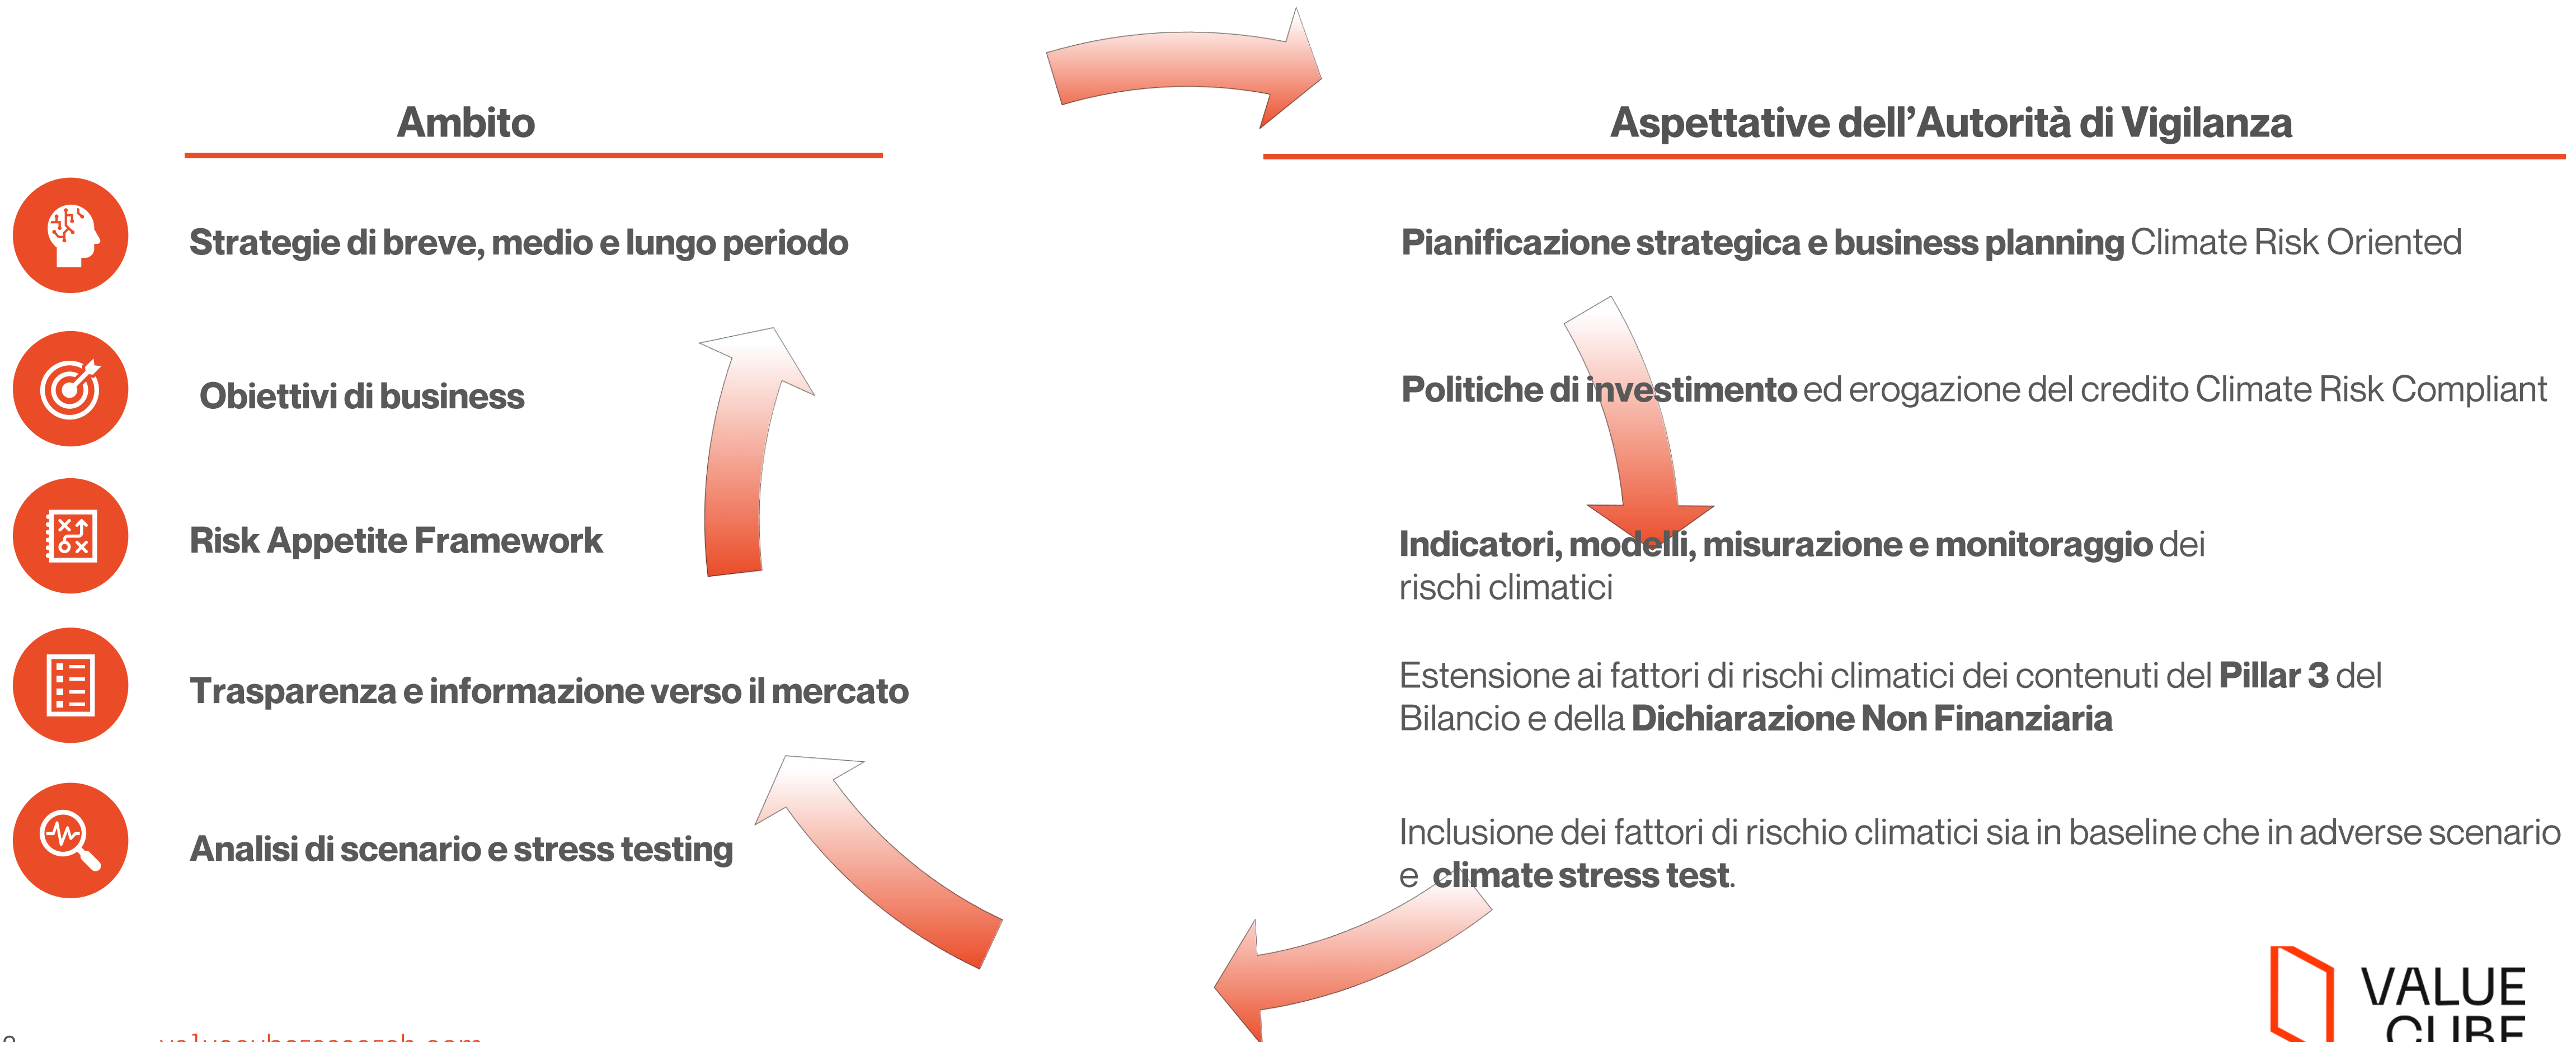 Ambito
Aspettative dell'Autorità di Vigilanza
Strategie di breve, medio e lungo periodo
Pianificazione strategica e business planning Climate Risk Oriented
Obiettivi di business
Politiche di investimento ed erogazione del credito Climate Risk Compliant
Risk Appetite Framework
Indicatori, modelli, misurazione e monitoraggio dei
rischi climatici
Trasparenza e informazione verso il mercato
Estensione ai fattori di rischi climatici dei contenuti del Pillar 3 del
Bilancio e della Dichiarazione Non Finanziaria
Analisi di scenario e stress testing
Inclusione dei fattori di rischio climatici sia in baseline che in adverse scenario
e climate stress test.
VALUE
CUBE